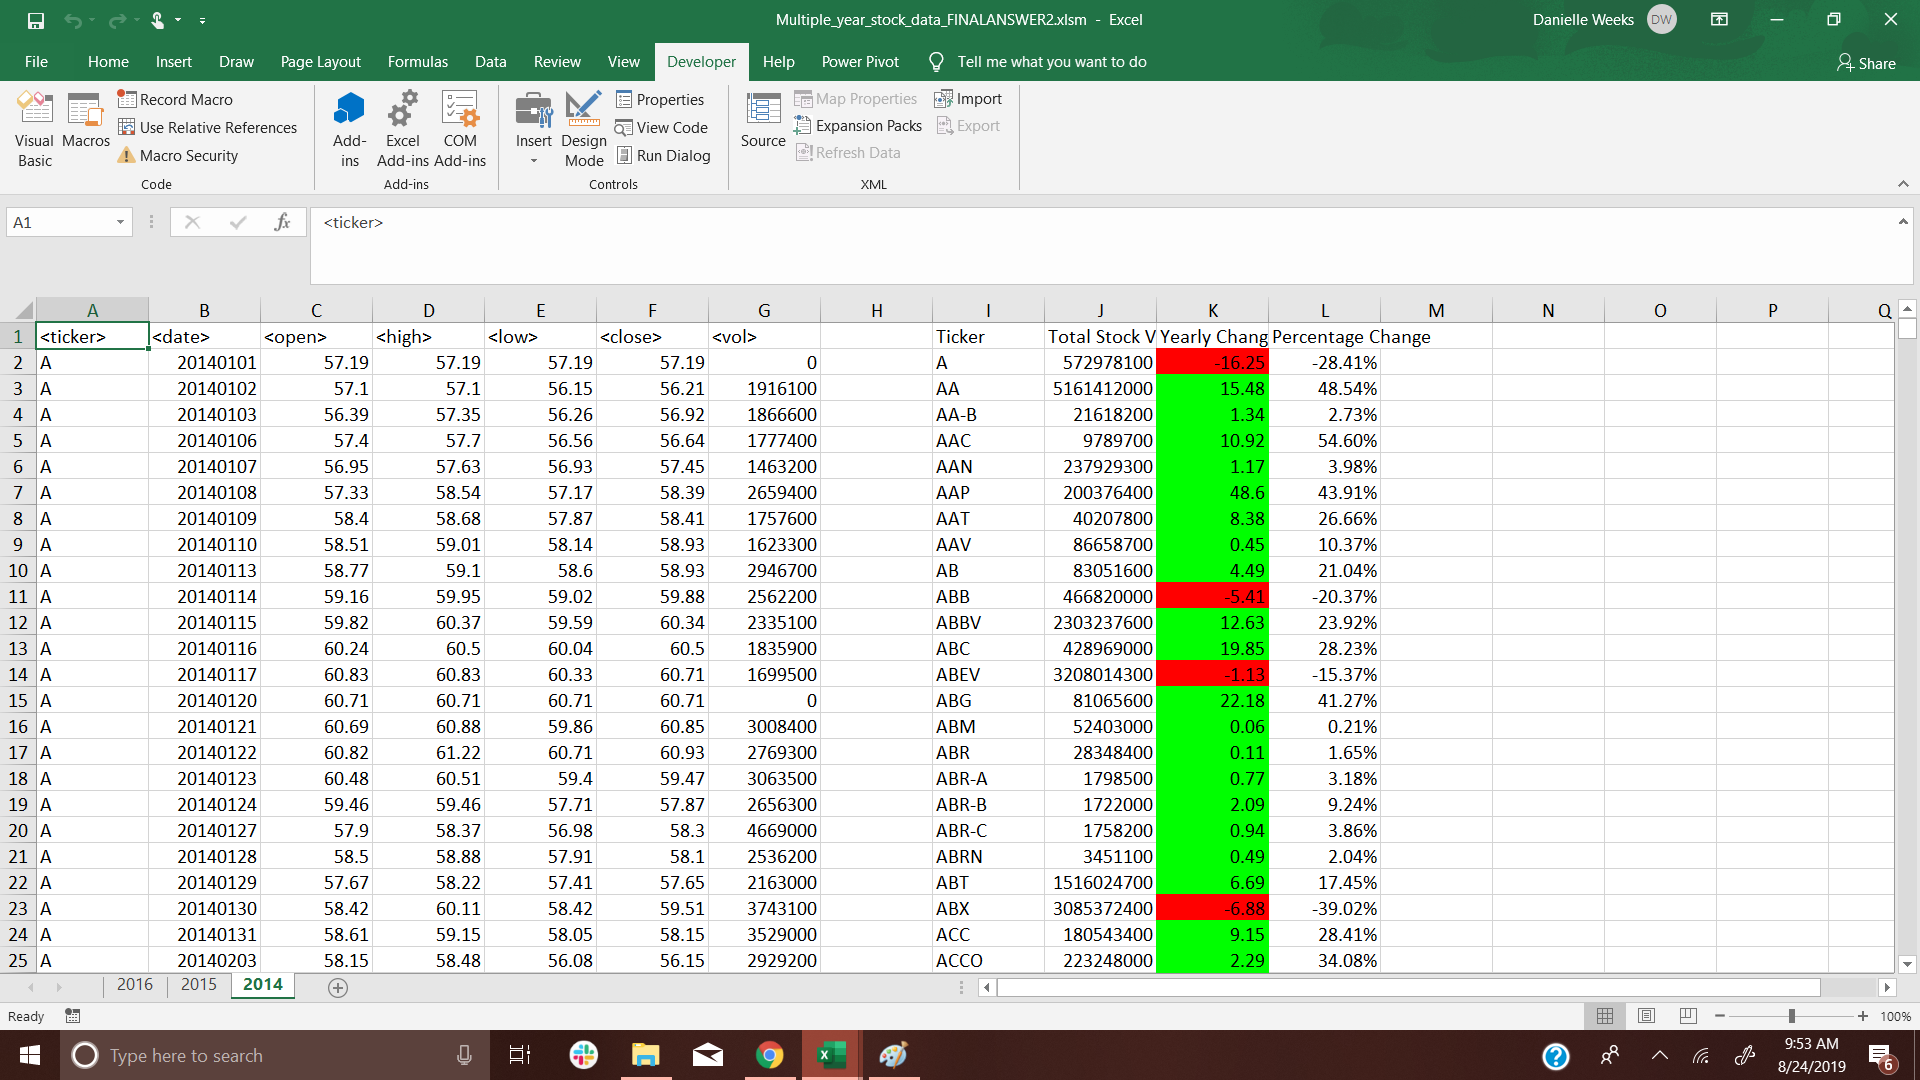 Multiple_year_stock_data_FINALANSWER2.xlsm - Excel
Danielle Weeks DW
File Home Insert Draw Page Layout Formulas Data Review View Developer Help Power Pivot Tell me what you want to do Share
Visual Basic Macros Record Macro Use Relative References Macro Security Code
Add-ins Excel Add-ins COM Add-ins Add-ins
Insert Design Mode Properties View Code Run Dialog Controls
Source Map Properties Expansion Packs Refresh Data Import Export XML
A1 fx <ticker>
A B C D E F G H I J K L M N O P Q
1 <ticker> <date> <open> <high> <low> <close> <vol> Ticker Total Stock V Yearly Chang Percentage Change
2 A 20140101 57.19 57.19 57.19 57.19 0 A 572978100 -16.25 -28.41%
3 A 20140102 57.1 57.1 56.15 56.21 1916100 AA 5161412000 15.48 48.54%
4 A 20140103 56.39 57.35 56.26 56.92 1866600 AA-B 21618200 1.34 2.73%
5 A 20140106 57.4 57.7 56.56 56.64 1777400 AAC 9789700 10.92 54.60%
6 A 20140107 56.95 57.63 56.93 57.45 1463200 AAN 237929300 1.17 3.98%
7 A 20140108 57.33 58.54 57.17 58.39 2659400 AAP 200376400 48.6 43.91%
8 A 20140109 58.4 58.68 57.87 58.41 1757600 AAT 40207800 8.38 26.66%
9 A 20140110 58.51 59.01 58.14 58.93 1623300 AAV 86658700 0.45 10.37%
10 A 20140113 58.77 59.1 58.6 58.93 2946700 AB 83051600 4.49 21.04%
11 A 20140114 59.16 59.95 59.02 59.88 2562200 ABB 466820000 -5.41 -20.37%
12 A 20140115 59.82 60.37 59.59 60.34 2335100 ABBV 2303237600 12.63 23.92%
13 A 20140116 60.24 60.5 60.04 60.5 1835900 ABC 428969000 19.85 28.23%
14 A 20140117 60.83 60.83 60.33 60.71 1699500 ABEV 3208014300 -1.13 -15.37%
15 A 20140120 60.71 60.71 60.71 60.71 0 ABG 81065600 22.18 41.27%
16 A 20140121 60.69 60.88 59.86 60.85 3008400 ABM 52403000 0.06 0.21%
17 A 20140122 60.82 61.22 60.71 60.93 2769300 ABR 28348400 0.11 1.65%
18 A 20140123 60.48 60.51 59.4 59.47 3063500 ABR-A 1798500 0.77 3.18%
19 A 20140124 59.46 59.46 57.71 57.87 2656300 ABR-B 1722000 2.09 9.24%
20 A 20140127 57.9 58.37 56.98 58.3 4669000 ABR-C 1758200 0.94 3.86%
21 A 20140128 58.5 58.88 57.91 58.1 2536200 ABRN 3451100 0.49 2.04%
22 A 20140129 57.67 58.22 57.41 57.65 2163000 ABT 1516024700 6.69 17.45%
23 A 20140130 58.42 60.11 58.42 59.51 3743100 ABX 3085372400 -6.88 -39.02%
24 A 20140131 58.61 59.15 58.05 58.15 3529000 ACC 180543400 9.15 28.41%
25 A 20140203 58.15 58.48 56.08 56.15 2929200 ACCO 223248000 2.29 34.08%
2016 2015 2014
Ready 100%
Type here to search 9:53 AM
8/24/2019 6